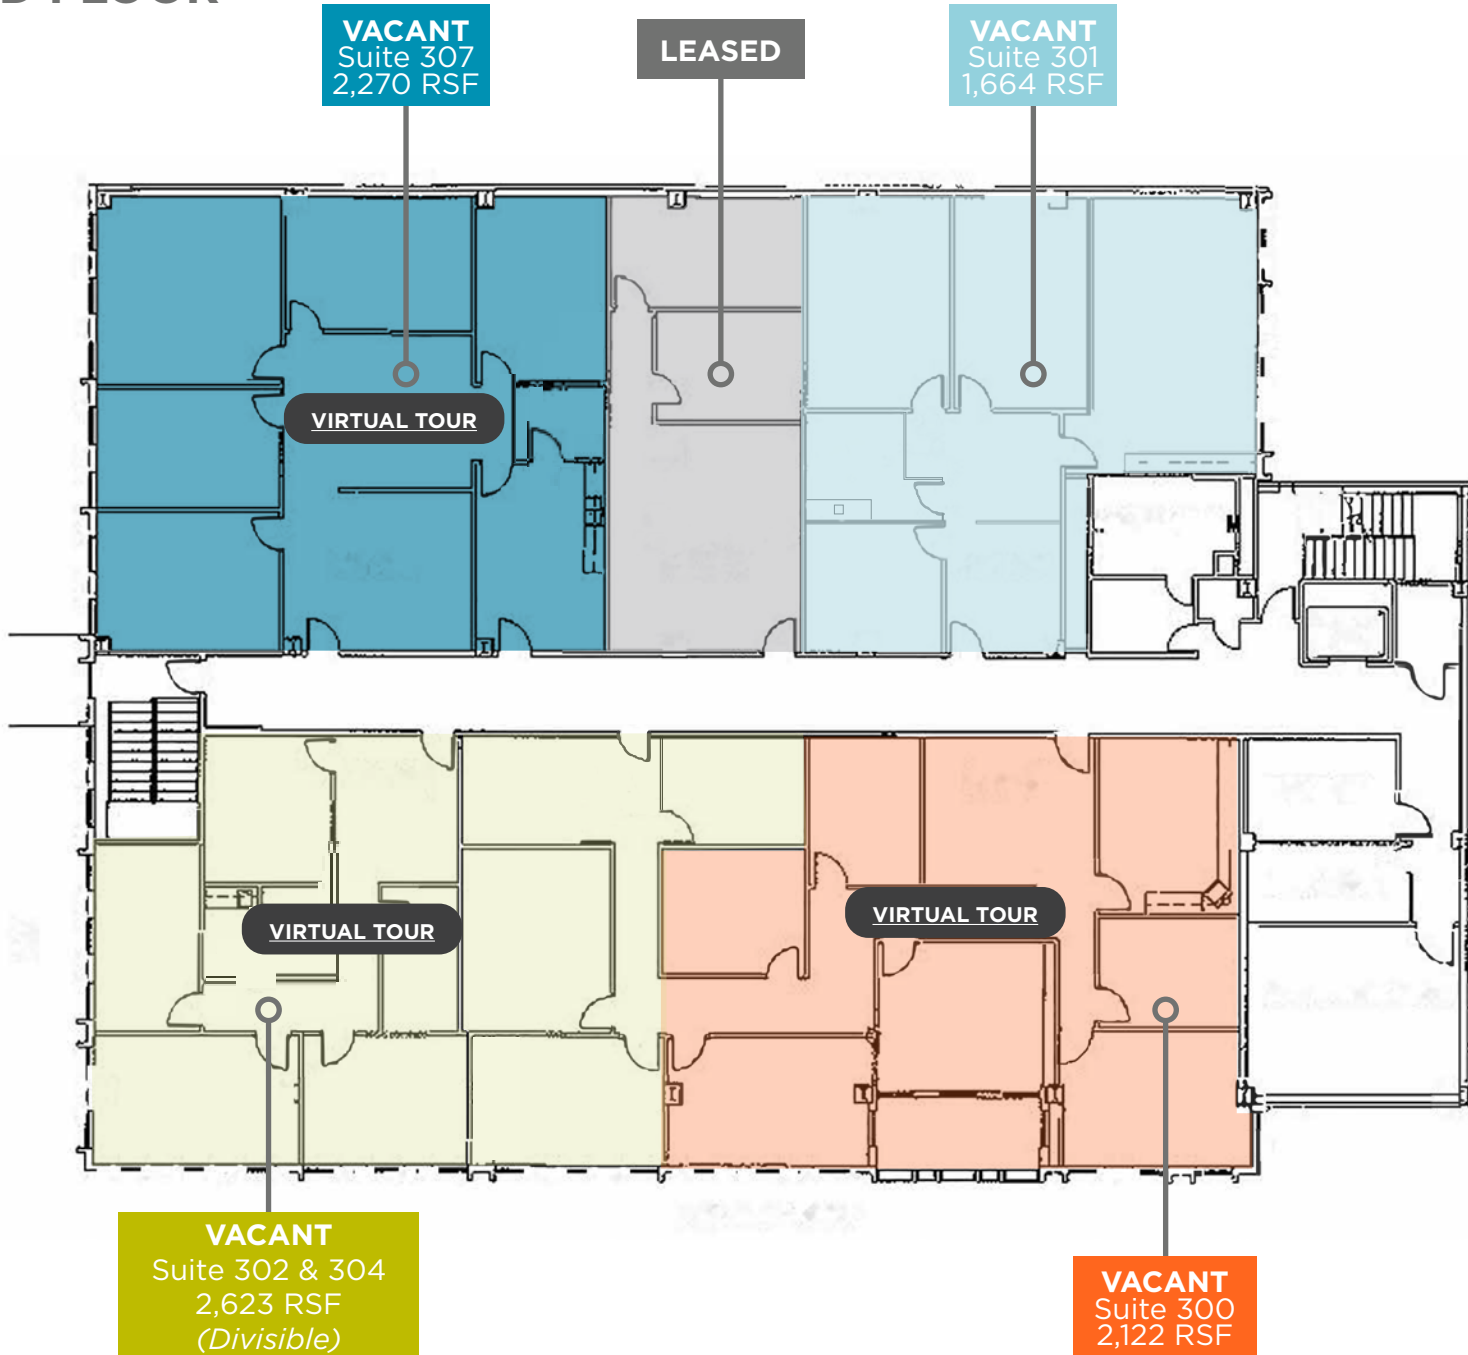 VACANT
Suite 307
2,270 RSF
LEASED
VACANT
Suite 301
1,664 RSF
VIRTUAL TOUR
VIRTUAL TOUR
VIRTUAL TOUR
VACANT
Suite 302 & 304
2,623 RSF
(Divisible)
VACANT
Suite 300
2,122 RSF